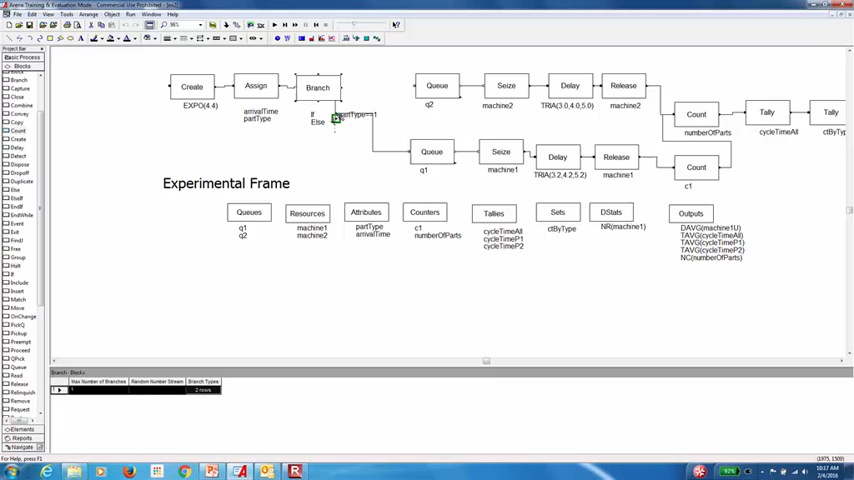 Arena Training & Evaluation Mode - Commercial Use Prohibited - [ex2]
File Edit View Tools Arrange Object Run Window Help
96%
Project Bar
Basic Process
Blocks
Branch
Capture
Close
Combine
Convey
Copy
Count
Create
Delay
Detect
Dispose
DropOff
Duplicate
Else
ElseIf
EndIf
EndWhile
Event
Exit
FindJ
Free
Group
Halt
If
Include
Insert
Match
Move
OpenX
PickQ
Pickup
Preempt
Proceed
QPick
Queue
Read
Release
Remove
Request
Elements
Reports
Navigate
Create
EXPO(4.4)
Assign
arrivalTime
partType
Branch
If
partType==1
Else
Queue
q2
Seize
machine2
Delay
TRIA(3.0,4.0,5.2)
Release
machine2
Count
numberOfParts
Tally
cycleTimeAll
Tally
ctByType
Queue
q1
Seize
machine1
Delay
TRIA(3.2,4.2,5.2)
Release
machine1
Count
c1
Experimental Frame
Queues
q1
q2
Resources
machine1
machine2
Attributes
partType
arrivalTime
Counters
c1
numberOfParts
Tallies
cycleTimeAll
cycleTimeP1
cycleTimeP2
Sets
ctByType
DStats
NR(machine1)
Outputs
DAVG(machine1U)
TAVG(cycleTimeAll)
TAVG(cycleTimeP1)
TAVG(cycleTimeP2)
NC(numberOfParts)
Branch - Blocks
Max Number of Branches Random Number Stream Branch Types
1 1 2 rows
For Help, press F1
(1975, 1509)
92%
10:17 AM
2/4/2016